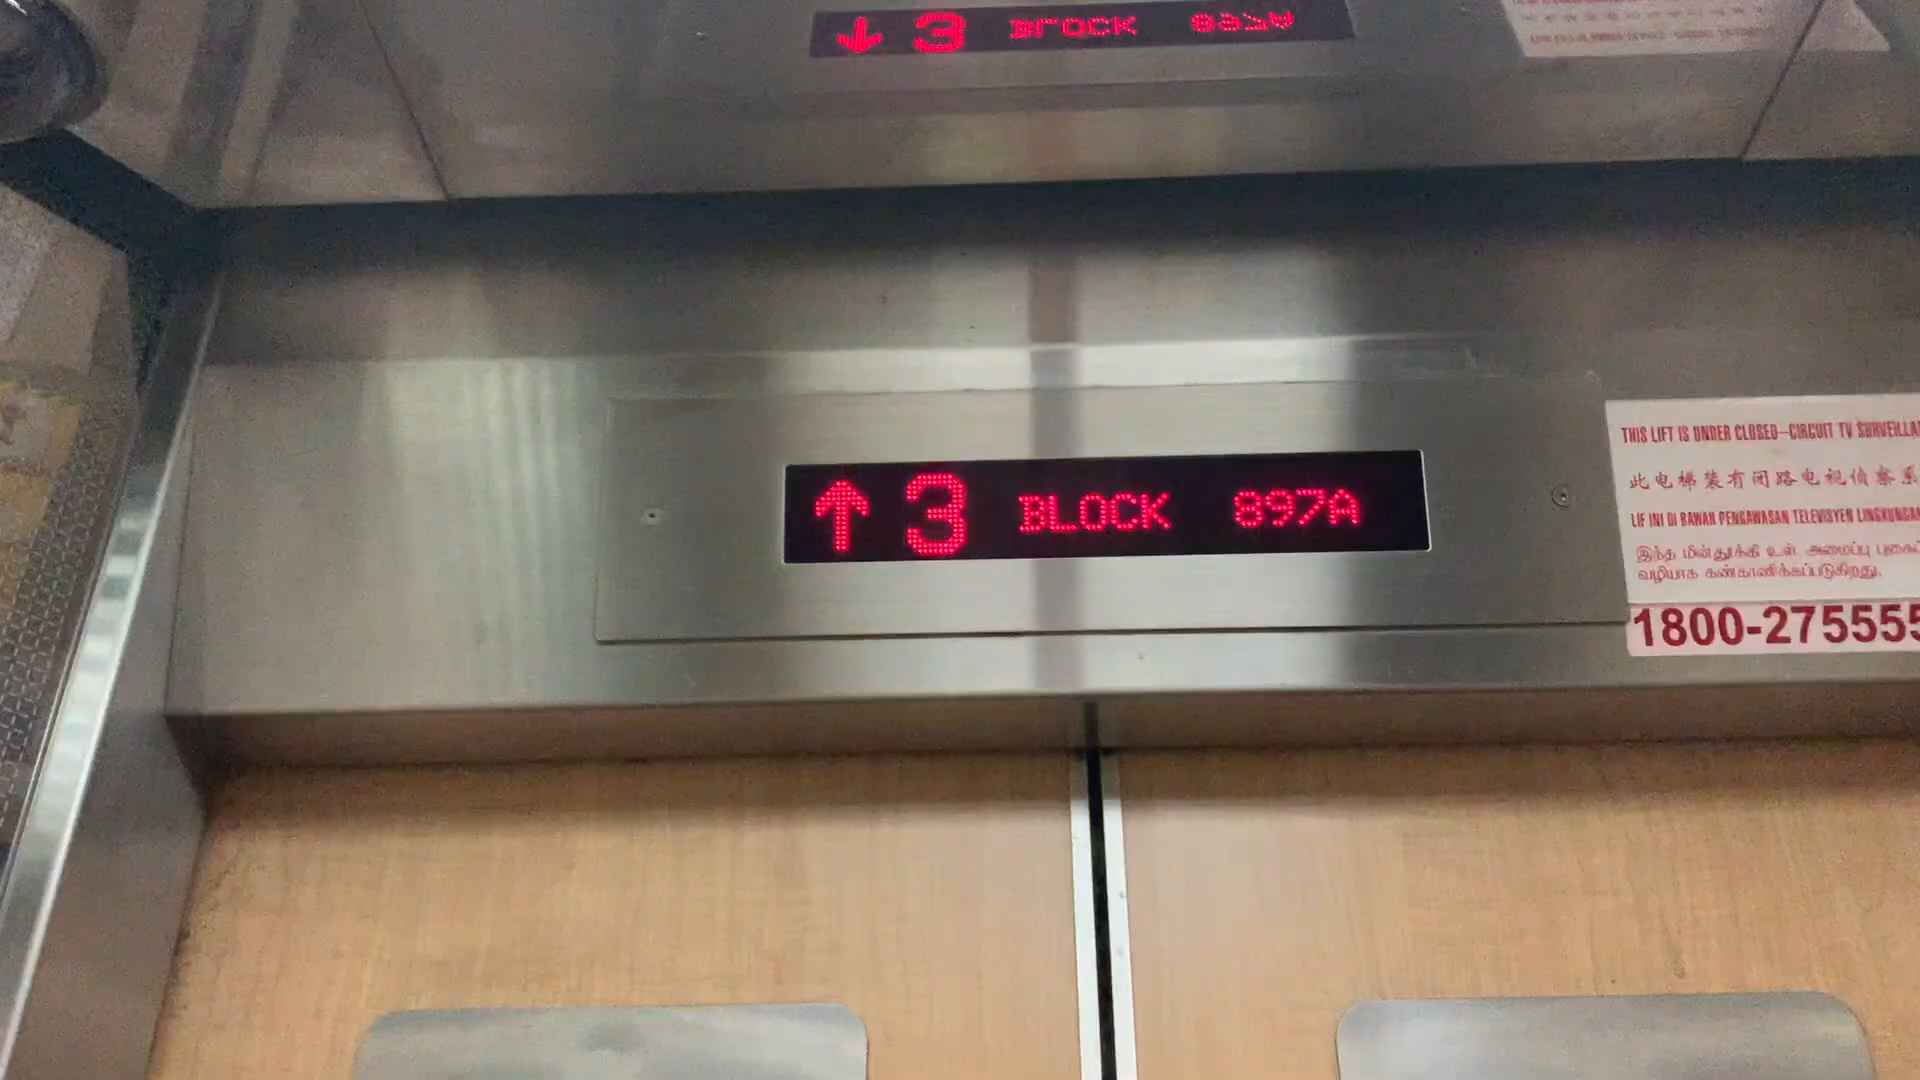 ↑ 3 BLOCK 897A
THIS LIFT IS UNDER CLOSED-CIRCUIT TV
此电梯装有闭路电视侦察系
LIF INI DI BAWAH PENGAWASAN TELEVISYEN LINGKUNGAN
இந்த மின்தூக்கி உள் அமைப்பு
வழியாக கண்காணிக்கப்படுகிறது.
1800-275555